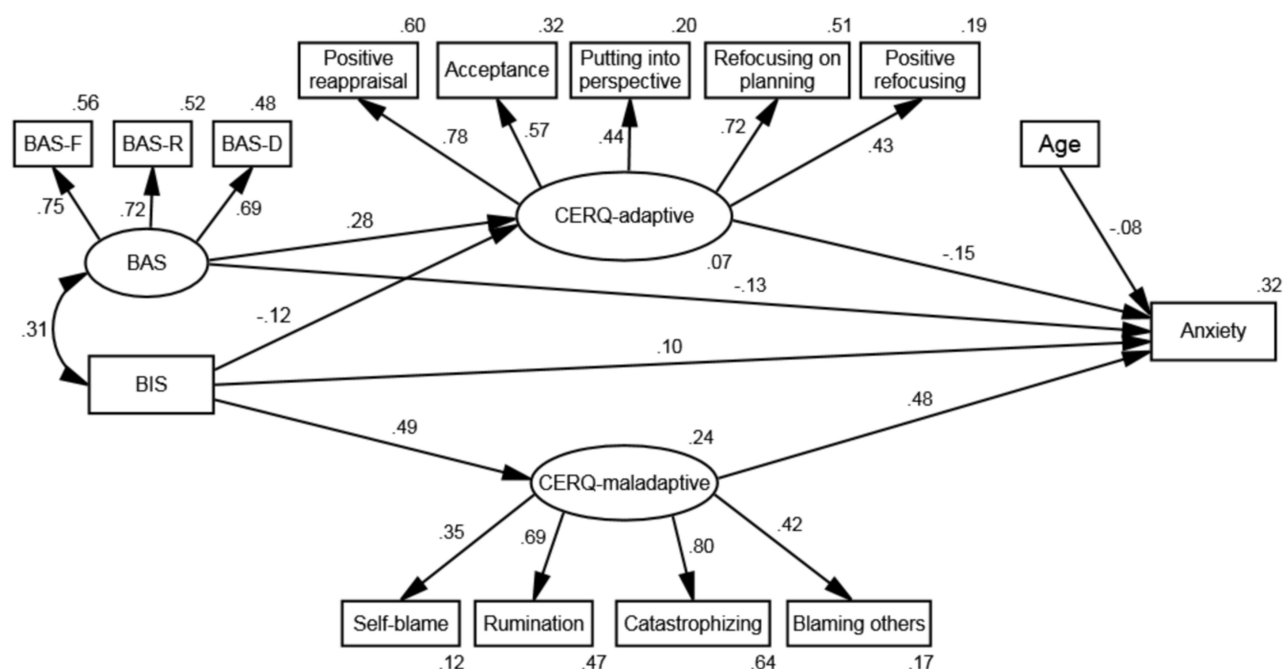 .60
.32
.20
.51
.19
Positive
reappraisal
Acceptance
Putting into
perspective
Refocusing on
planning
Positive
refocusing
.56
.52
.48
BAS-F
BAS-R
BAS-D
Age
.78
.57
.44
.72
.43
.75
.72
.69
BAS
.28
CERQ-adaptive
.07
-.08
-.15
-.13
.32
Anxiety
.31
-.12
.10
BIS
.49
.48
.24
CERQ-maladaptive
.35
.69
.80
.42
Self-blame
Rumination
Catastrophizing
Blaming others
.12
.47
.64
.17